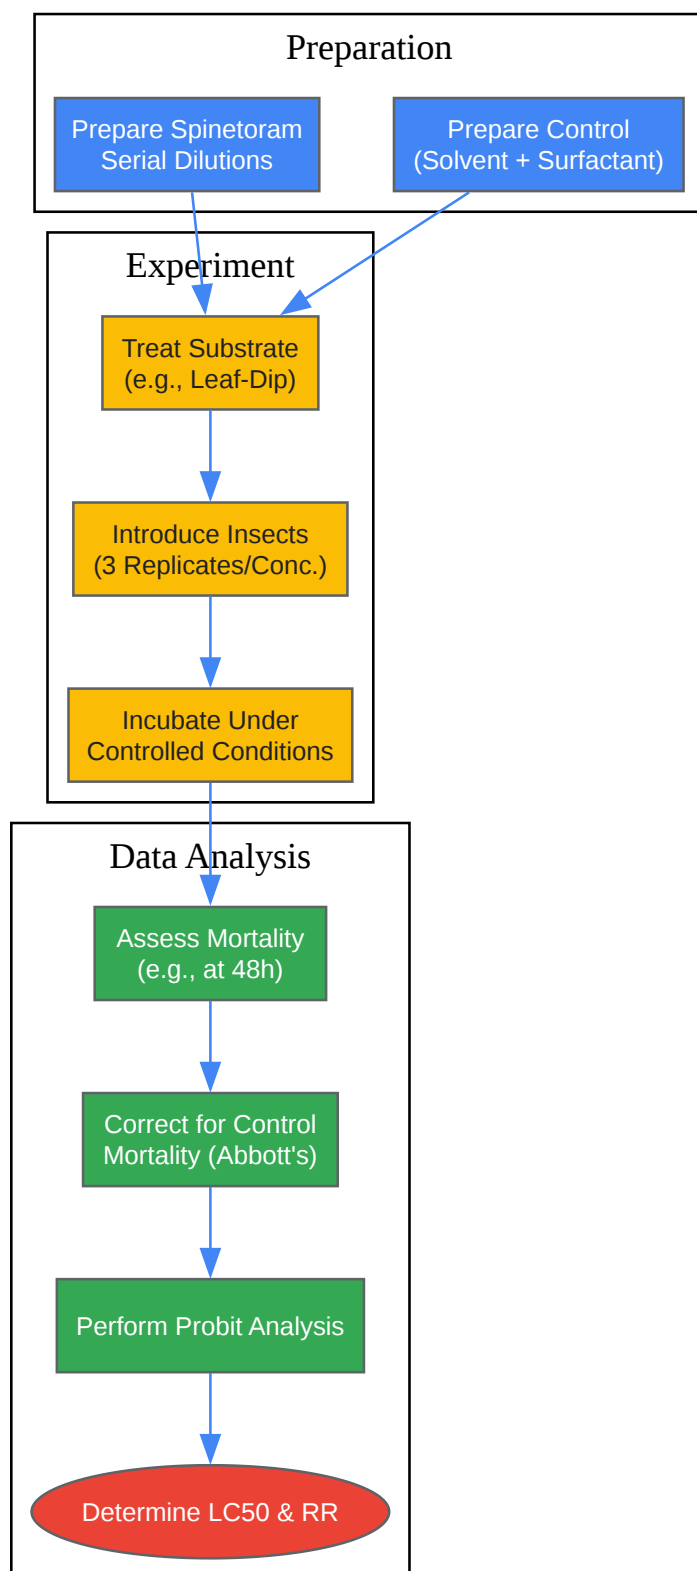 Preparation
Prepare Spinetoram
Serial Dilutions
Prepare Control
(Solvent + Surfactant)
Experiment
Treat Substrate
(e.g., Leaf-Dip)
Introduce Insects
(3 Replicates/Conc.)
Incubate Under
Controlled Conditions
Data Analysis
Assess Mortality
(e.g., at 48h)
Correct for Control
Mortality (Abbott's)
Perform Probit Analysis
Determine LC50 & RR